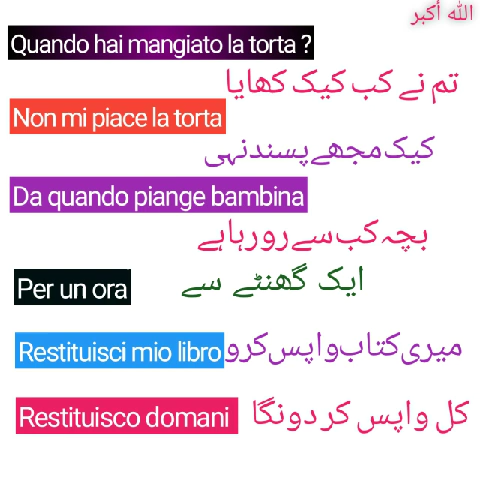 الله أكبر
Quando hai mangiato la torta ?
تم نے کب کیک کھایا
Non mi piace la torta
کیک مجھے پسند نہی
Da quando piange bambina
بچہ کب سے رو رہا ہے
ایک گھنٹے سے
Per un ora
Restituisci mio libro
میری کتاب واپس کرو
Restituisco domani
کل واپس کر دونگا